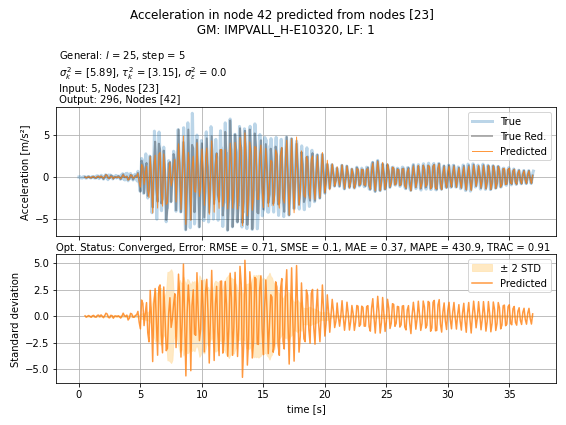 Acceleration in node 42 predicted from nodes [23]
GM: IMPVALL_H-E10320, LF: 1
General: l = 25, step = 5
σ²ₖ = [5.89], τ²ₖ = [3.15], σ²ε = 0.0
Input: 5, Nodes [23]
Output: 296, Nodes [42]
Acceleration [m/s²]
5
0
−5
True
True Red.
Predicted
Opt. Status: Converged, Error: RMSE = 0.71, SMSE = 0.1, MAE = 0.37, MAPE = 430.9, TRAC = 0.91
Standard deviation
5.0
2.5
0.0
−2.5
−5.0
± 2 STD
Predicted
0 5 10 15 20 25 30 35
time [s]